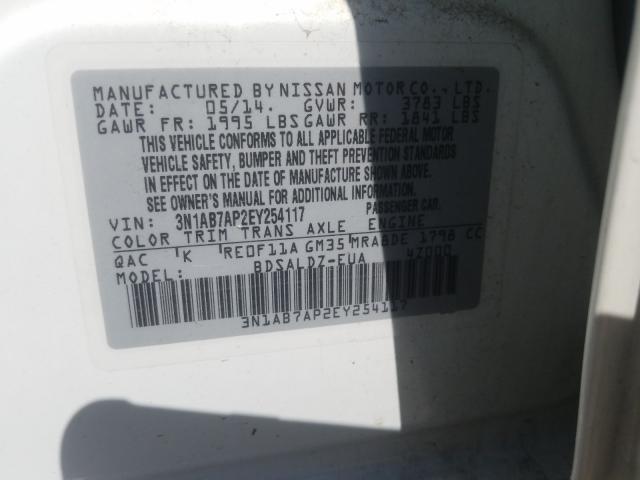 MANUFACTURED BY NISSAN MOTOR CO., LTD.
DATE: 05/14. GVWR: 3783 LBS
GAWR FR: 1995 LBS GAWR RR: 1841 LBS
THIS VEHICLE CONFORMS TO ALL APPLICABLE FEDERAL MOTOR
VEHICLE SAFETY, BUMPER AND THEFT PREVENTION STANDARDS
IN EFFECT ON THE DATE OF MANUFACTURE SHOWN ABOVE.
SEE OWNER'S MANUAL FOR ADDITIONAL INFORMATION.
VIN: 3N1AB7AP2EY254117 PASSENGER CAR.
COLOR TRIM TRANS AXLE ENGINE
QAC K RE0F11A GM35 MRA8DE 1798 CC
MODEL: BDSALDZ-EUA 4Z000
3N1AB7AP2EY254117